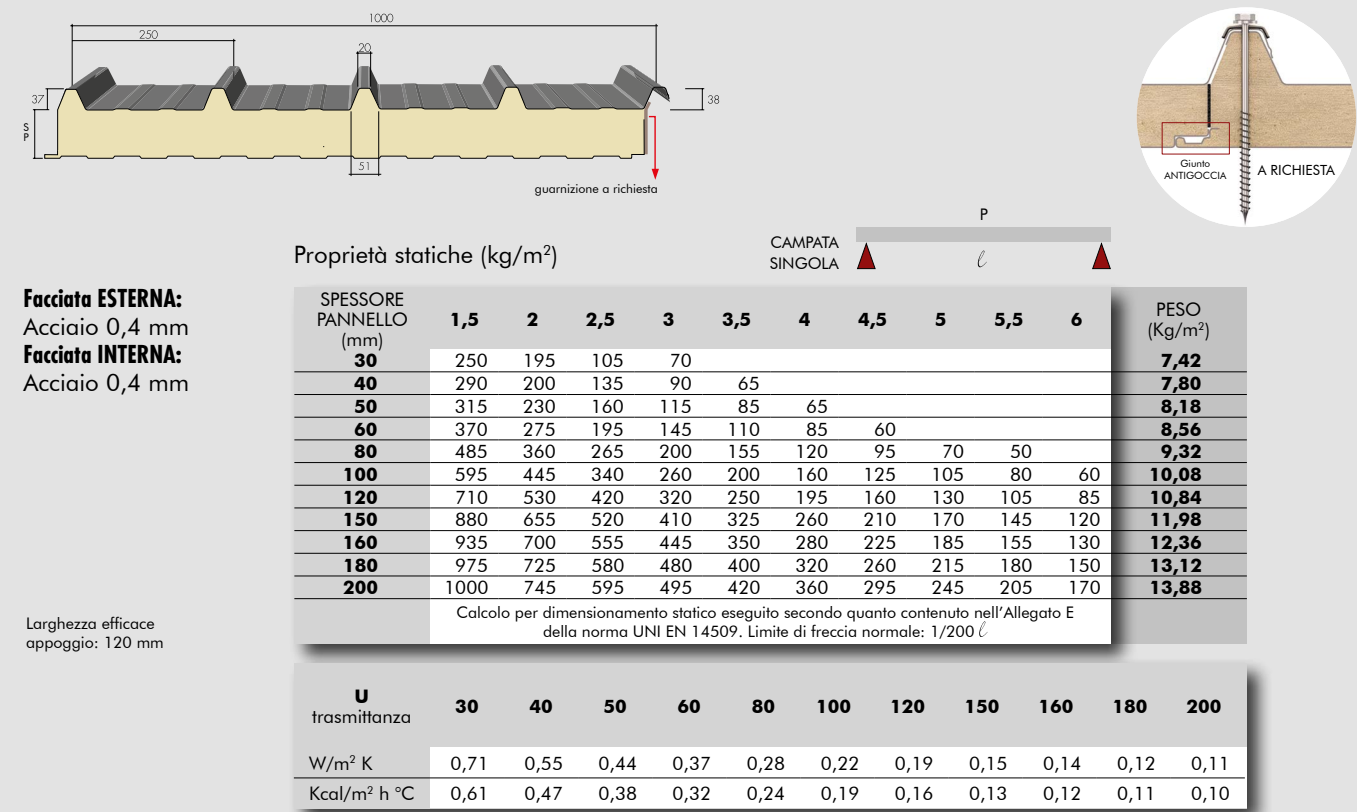 1000
250
20
37
38
S
P
51
guarnizione a richiesta
Giunto
ANTIGOCCIA
A RICHIESTA
P
Proprietà statiche (kg/m²)
CAMPATA
SINGOLA
ℓ
Facciata ESTERNA:
Acciaio 0,4 mm
Facciata INTERNA:
Acciaio 0,4 mm
SPESSORE
PANNELLO
(mm)
1,5 2 2,5 3 3,5 4 4,5 5 5,5 6
PESO
(Kg/m²)
30 250 195 105 70 7,42
40 290 200 135 90 65 7,80
50 315 230 160 115 85 65 8,18
60 370 275 195 145 110 85 60 8,56
80 485 360 265 200 155 120 95 70 50 9,32
100 595 445 340 260 200 160 125 105 80 60 10,08
120 710 530 420 320 250 195 160 130 105 85 10,84
150 880 655 520 410 325 260 210 170 145 120 11,98
160 935 700 555 445 350 280 225 185 155 130 12,36
180 975 725 580 480 400 320 260 215 180 150 13,12
200 1000 745 595 495 420 360 295 245 205 170 13,88
Calcolo per dimensionamento statico eseguito secondo quanto contenuto nell'Allegato E
della norma UNI EN 14509. Limite di freccia normale: 1/200 ℓ
Larghezza efficace
appoggio: 120 mm
U
trasmittanza
30 40 50 60 80 100 120 150 160 180 200
W/m² K 0,71 0,55 0,44 0,37 0,28 0,22 0,19 0,15 0,14 0,12 0,11
Kcal/m² h °C 0,61 0,47 0,38 0,32 0,24 0,19 0,16 0,13 0,12 0,11 0,10